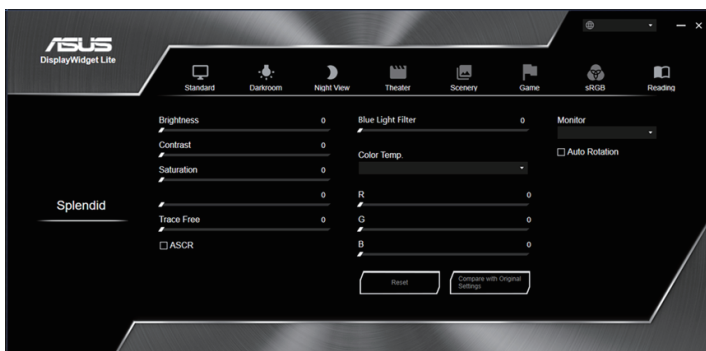 ASUS
DisplayWidget Lite
Standard
Darkroom
Night View
Theater
Scenery
Game
sRGB
Reading
Splendid
Brightness 0
Contrast 0
Saturation 0
0
Trace Free 0
ASCR
Blue Light Filter 0
Color Temp.
R 0
G 0
B 0
Reset
Compare with Original
Settings
Monitor
Auto Rotation